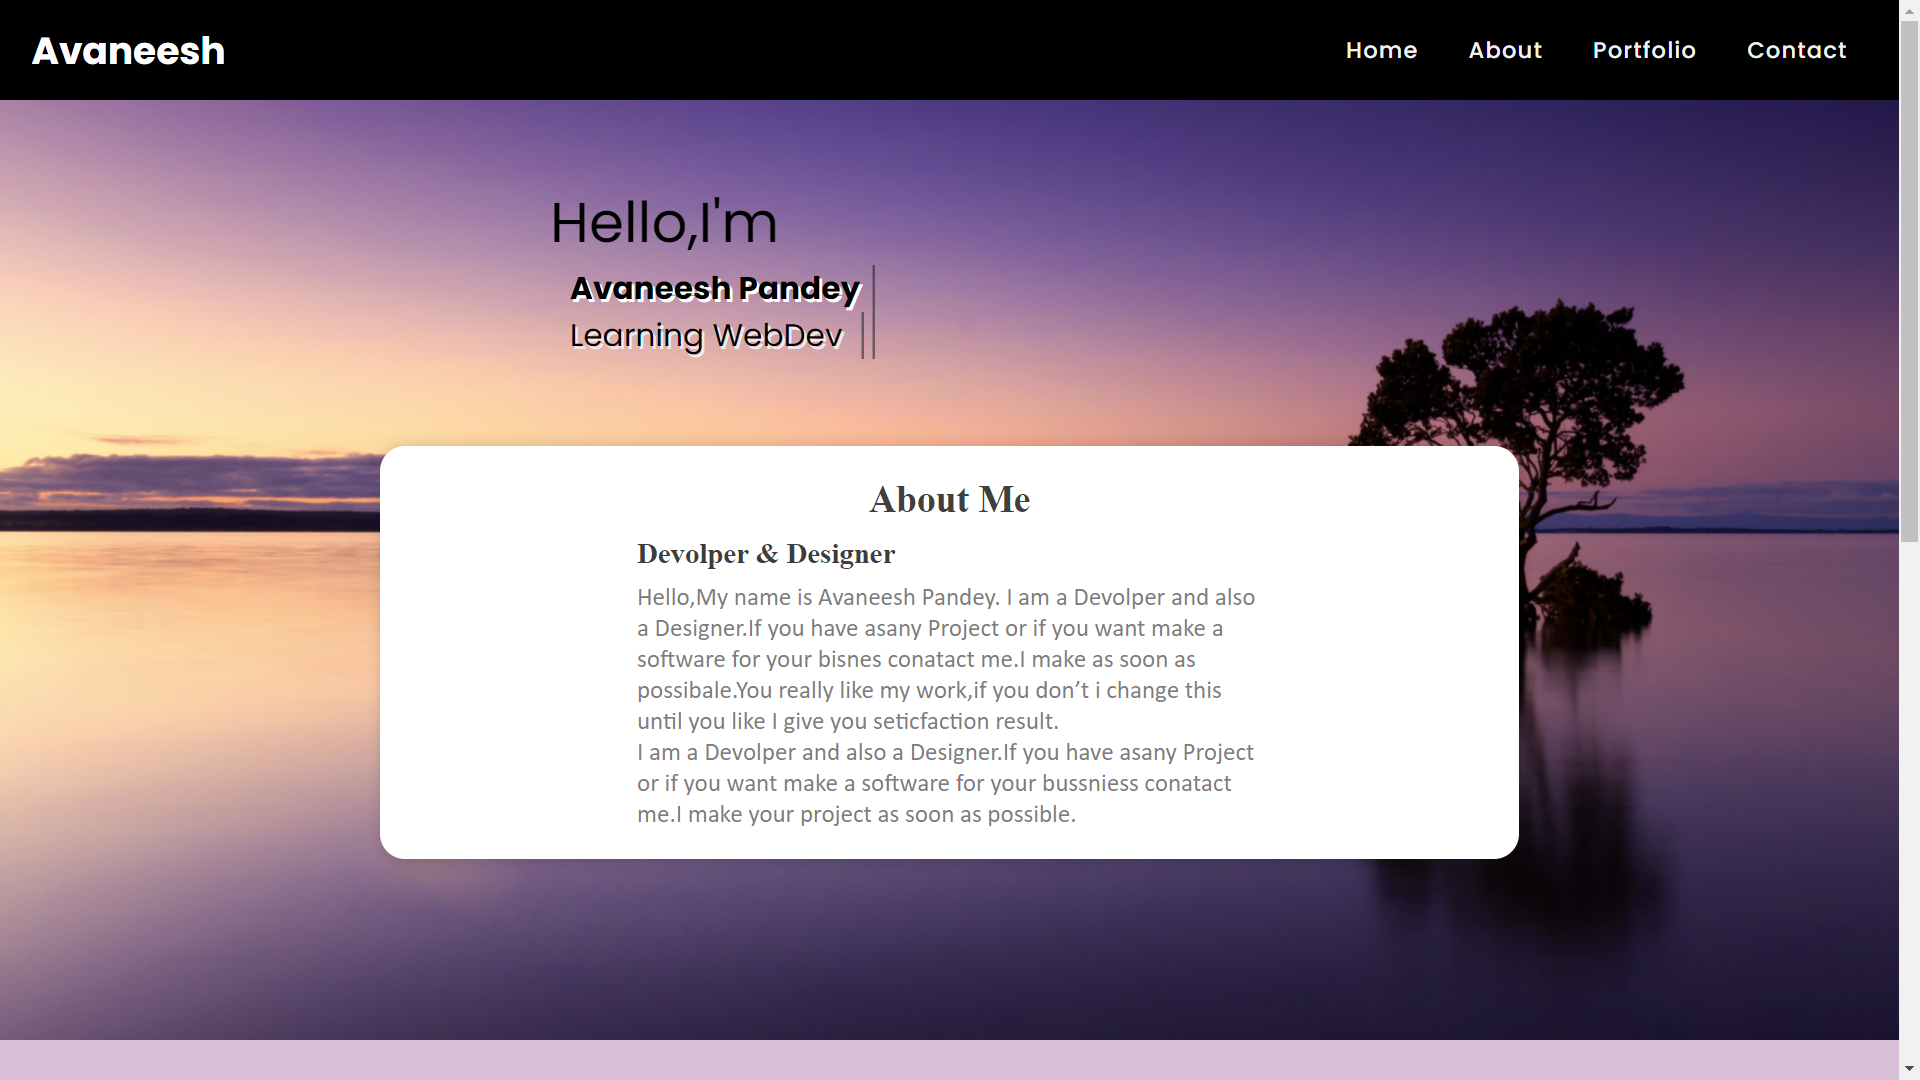 Avaneesh
Home About Portfolio Contact
Hello,I'm
Avaneesh Pandey
Learning WebDev
About Me
Devolper & Designer
Hello,My name is Avaneesh Pandey. I am a Devolper and also
a Designer.If you have asany Project or if you want make a
software for your bisnes conatact me.I make as soon as
possibale.You really like my work,if you don’t i change this
until you like I give you seticfaction result.
I am a Devolper and also a Designer.If you have asany Project
or if you want make a software for your bussniess conatact
me.I make your project as soon as possible.